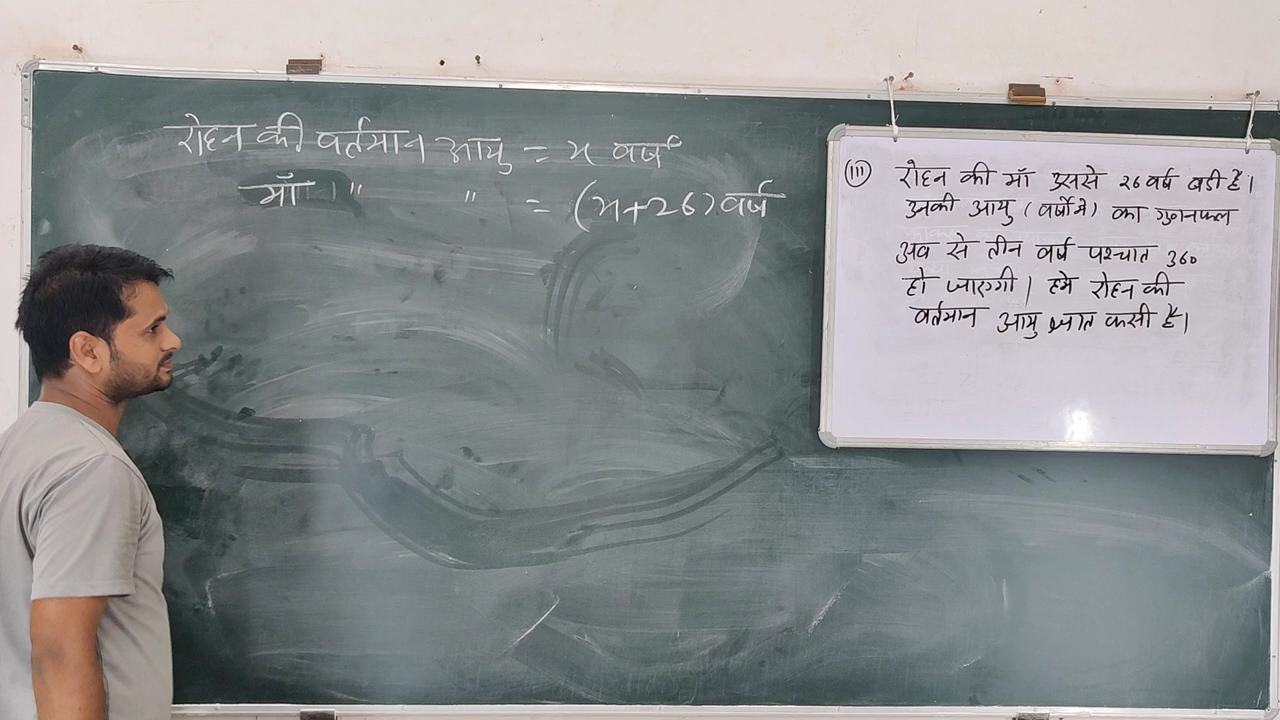 रोहन की वर्तमान आयु = x वर्ष
माँ " " = (x+26) वर्ष
(iii) रोहन की माँ उससे 26 वर्ष बडी है।
उनकी आयु (वर्षो में) का गुणनफल
अब से तीन वर्ष पश्चात 360
हो जाएगी। हमे रोहन की
वर्तमान आयु ज्ञात करनी है।